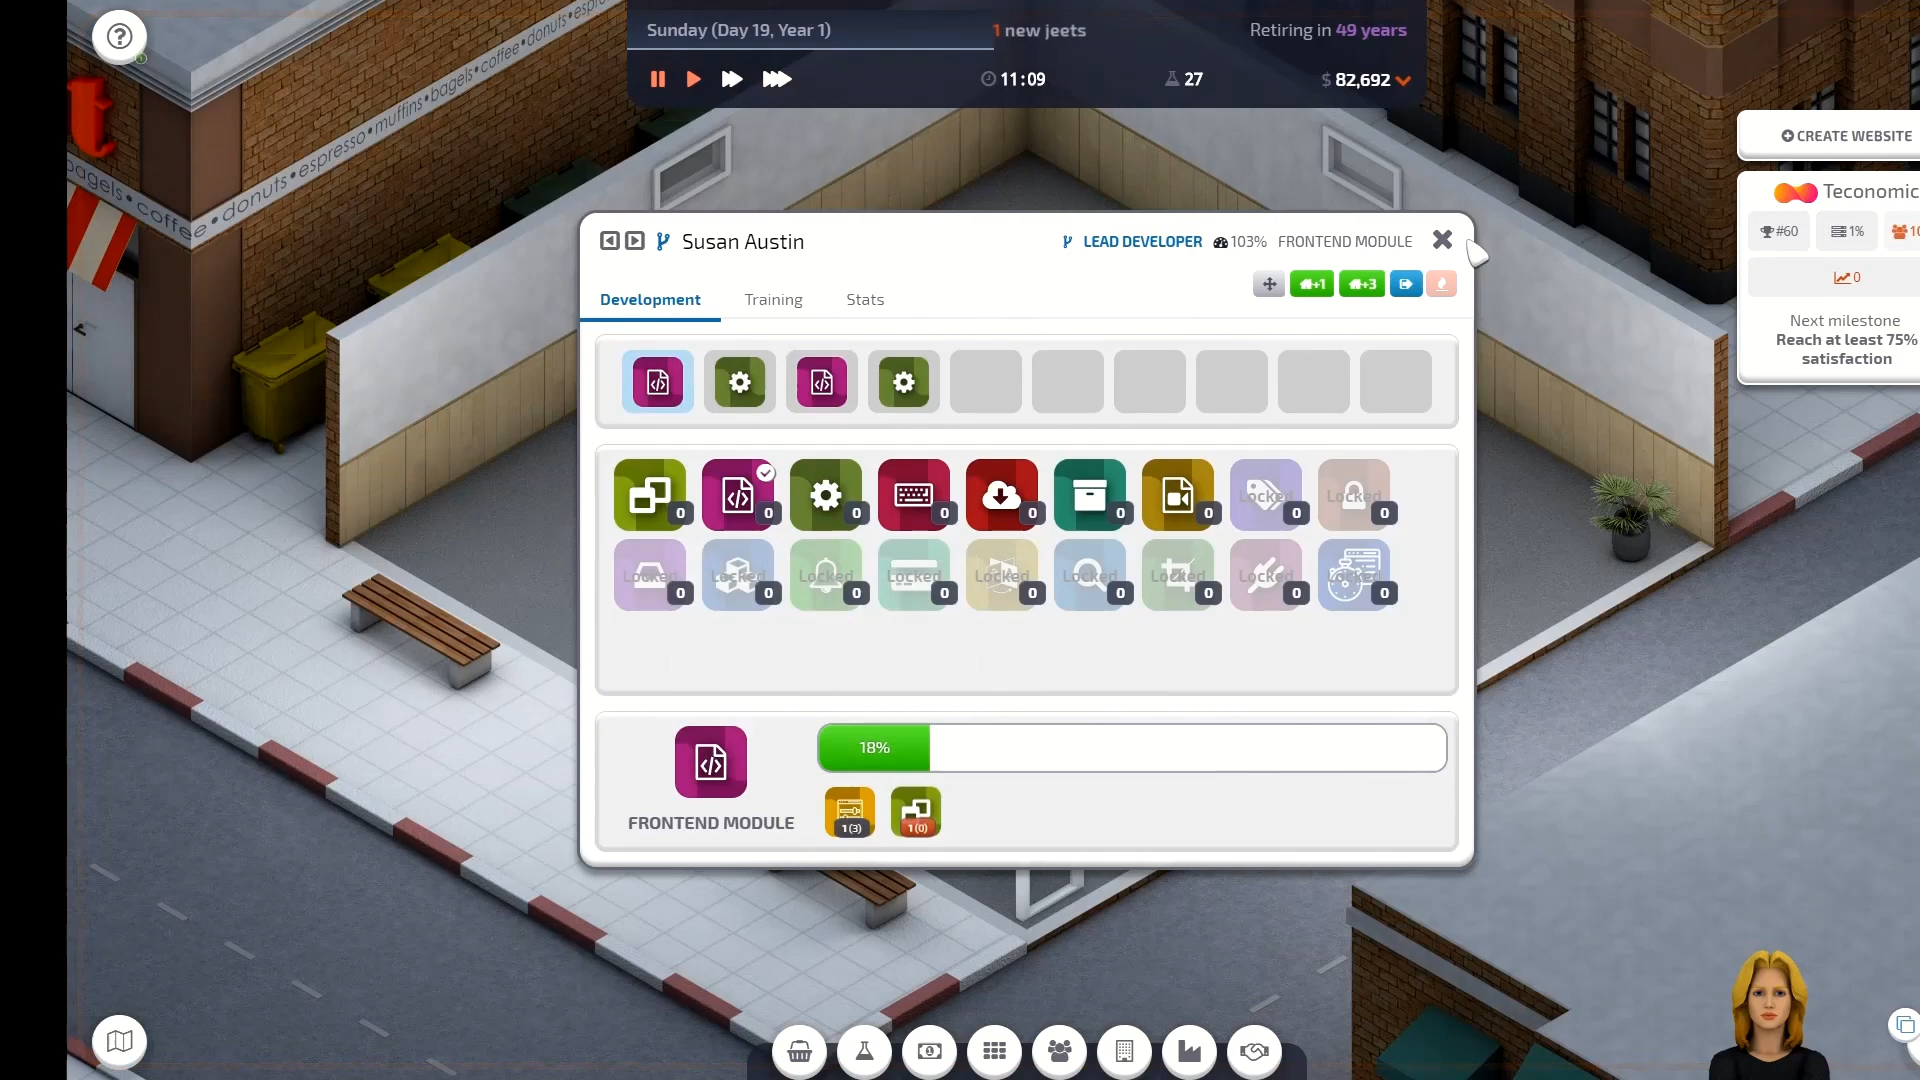 Sunday (Day 19, Year 1)
1 new jeets
Retiring in 49 years
11:09
27
$ 82,692
t
bagels • coffee • donuts • espresso • muffins • bagels • coffee • donuts • espresso
CREATE WEBSITE
Teconomic
#60
1%
10
0
Next milestone
Reach at least 75%
satisfaction
Susan Austin
LEAD DEVELOPER
103%
FRONTEND MODULE
+1
+3
Development
Training
Stats
0
0
0
0
0
0
0
Locked 0
Locked 0
Locked 0
Locked 0
Locked 0
Locked 0
Locked 0
Locked 0
Locked 0
Locked 0
Locked 0
18%
FRONTEND MODULE
1(3)
1(0)